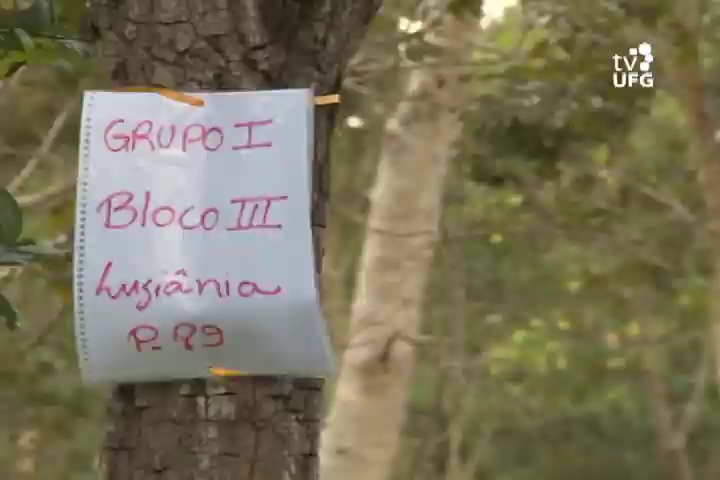 GRUPO I
Bloco III
Luziânia
P-89
tv
UFG